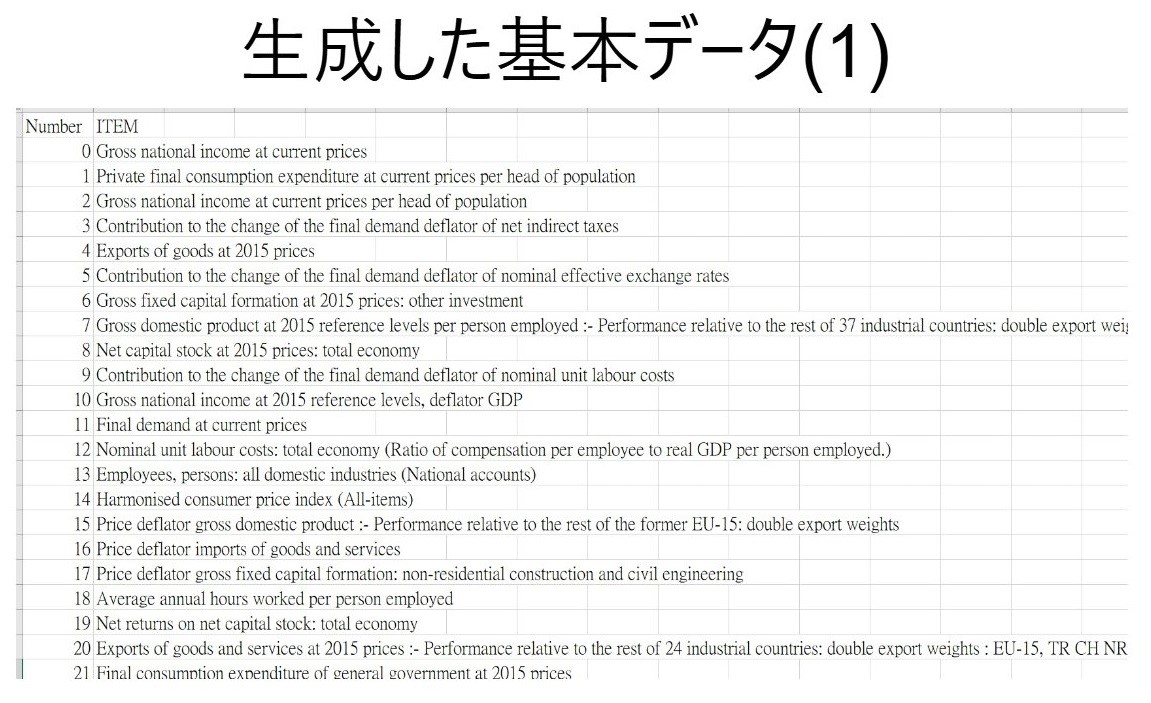 生成した基本データ(1)
Number ITEM
0 Gross national income at current prices
1 Private final consumption expenditure at current prices per head of population
2 Gross national income at current prices per head of population
3 Contribution to the change of the final demand deflator of net indirect taxes
4 Exports of goods at 2015 prices
5 Contribution to the change of the final demand deflator of nominal effective exchange rates
6 Gross fixed capital formation at 2015 prices: other investment
7 Gross domestic product at 2015 reference levels per person employed :- Performance relative to the rest of 37 industrial countries: double export
8 Net capital stock at 2015 prices: total economy
9 Contribution to the change of the final demand deflator of nominal unit labour costs
10 Gross national income at 2015 reference levels, deflator GDP
11 Final demand at current prices
12 Nominal unit labour costs: total economy (Ratio of compensation per employee to real GDP per person employed.)
13 Employees, persons: all domestic industries (National accounts)
14 Harmonised consumer price index (All-items)
15 Price deflator gross domestic product :- Performance relative to the rest of the former EU-15: double export weights
16 Price deflator imports of goods and services
17 Price deflator gross fixed capital formation: non-residential construction and civil engineering
18 Average annual hours worked per person employed
19 Net returns on net capital stock: total economy
20 Exports of goods and services at 2015 prices :- Performance relative to the rest of 24 industrial countries: double export weights : EU-15, TR CH NR
21 Final consumption expenditure of general government at 2015 prices